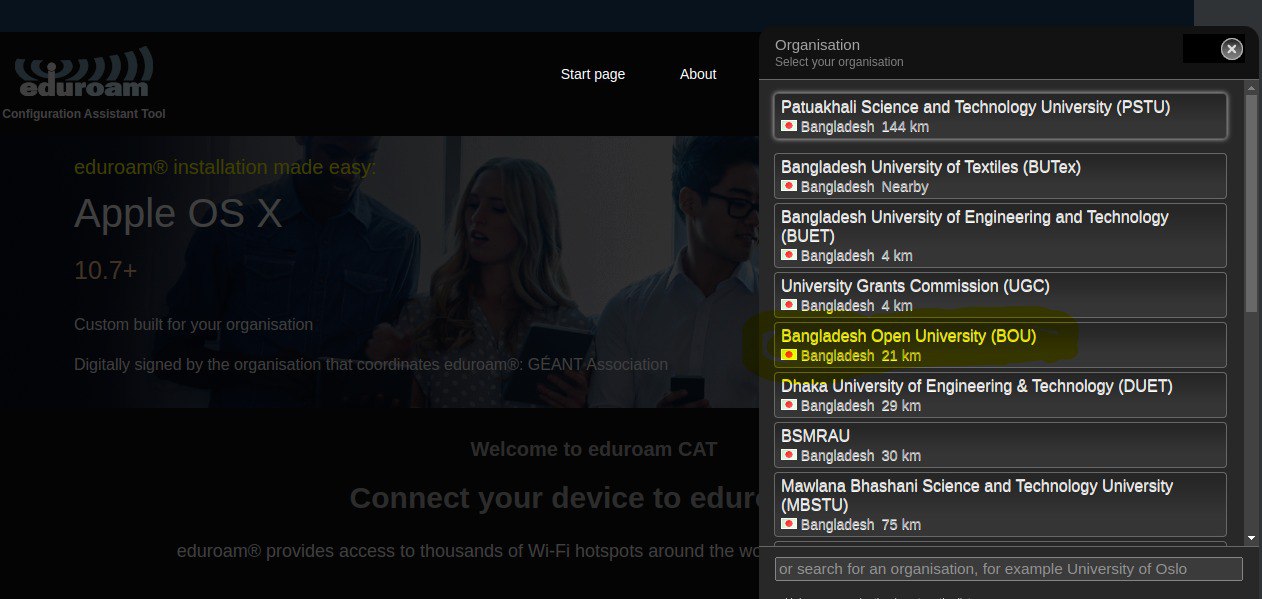 eduroam
Configuration Assistant Tool
Start page
About
eduroam® installation made easy:
Apple OS X
10.7+
Custom built for your organisation
Digitally signed by the organisation that coordinates eduroam®: GÉANT Association
Welcome to eduroam CAT
Connect your device to
eduroam® provides access to thousands of Wi-Fi hotspots around the
Organisation
Select your organisation
Patuakhali Science and Technology University (PSTU)
Bangladesh 144 km
Bangladesh University of Textiles (BUTex)
Bangladesh Nearby
Bangladesh University of Engineering and Technology
(BUET)
Bangladesh 4 km
University Grants Commission (UGC)
Bangladesh 4 km
Bangladesh Open University (BOU)
Bangladesh 21 km
Dhaka University of Engineering & Technology (DUET)
Bangladesh 29 km
BSMRAU
Bangladesh 30 km
Mawlana Bhashani Science and Technology University
(MBSTU)
Bangladesh 75 km
or search for an organisation, for example University of Oslo